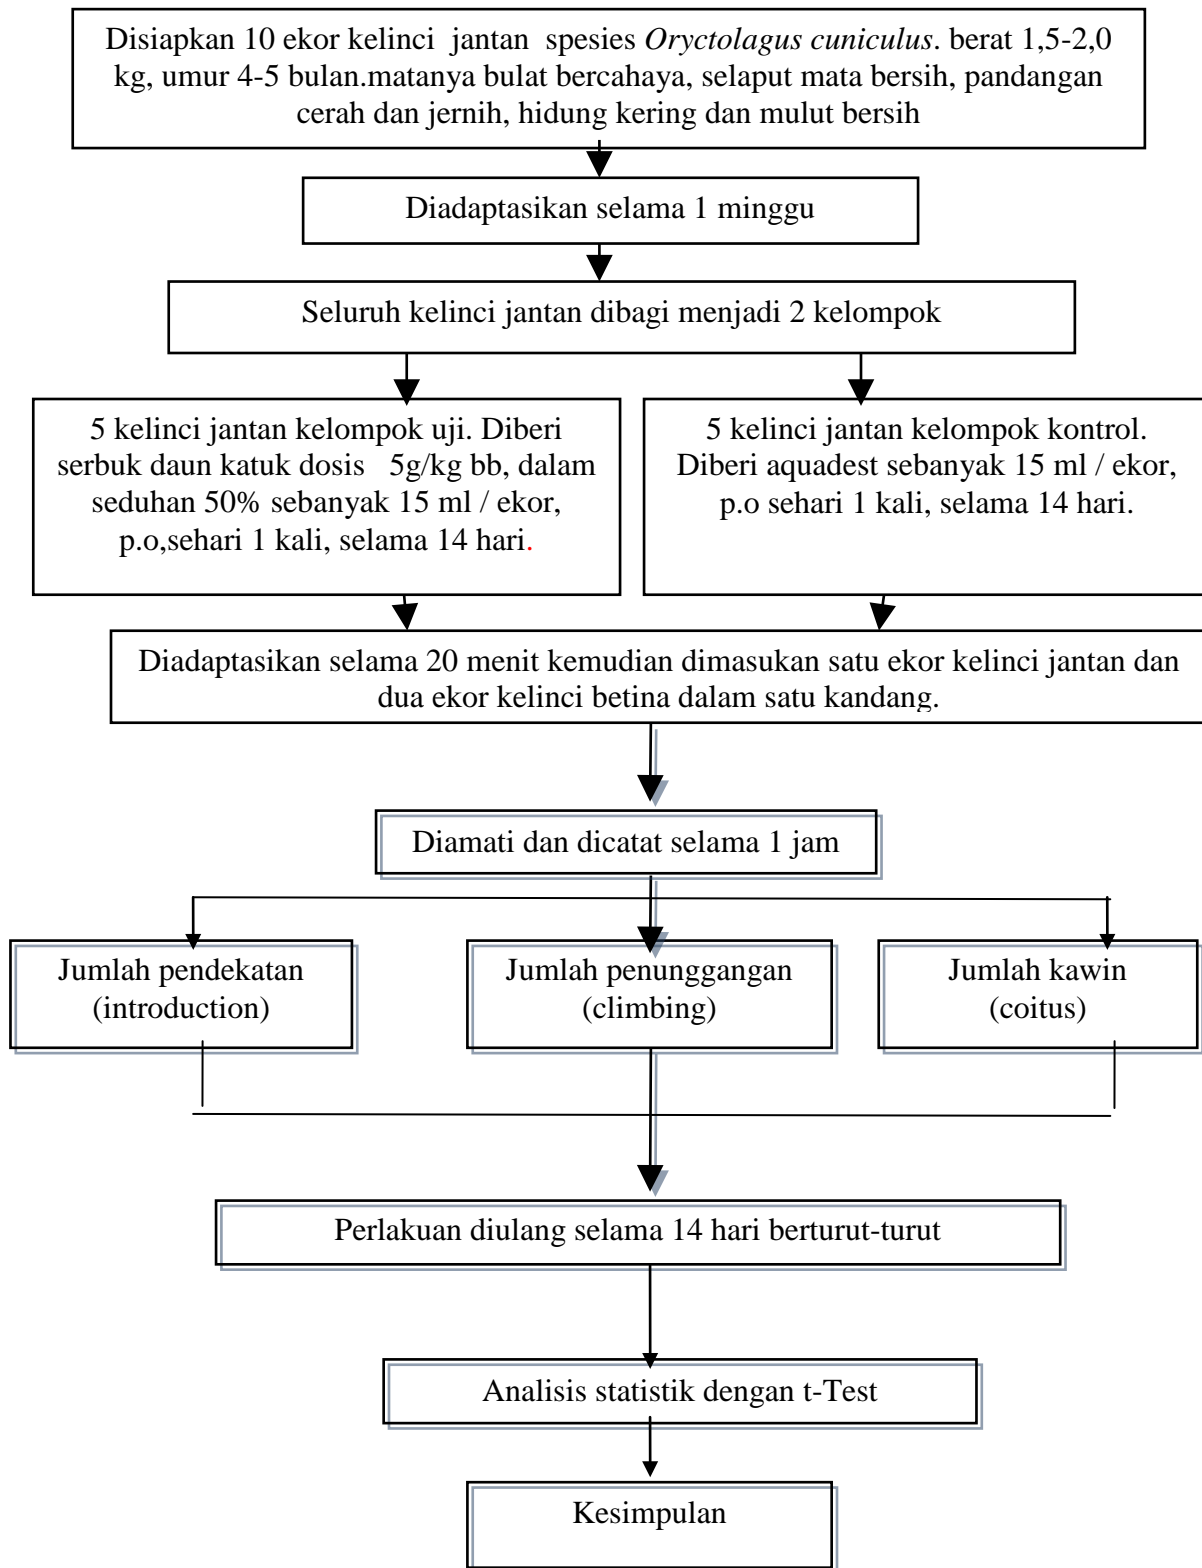 Disiapkan 10 ekor kelinci jantan spesies Oryctolagus cuniculus. berat 1,5-2,0
kg, umur 4-5 bulan.matanya bulat bercahaya, selaput mata bersih, pandangan
cerah dan jernih, hidung kering dan mulut bersih
Diadaptasikan selama 1 minggu
Seluruh kelinci jantan dibagi menjadi 2 kelompok
5 kelinci jantan kelompok uji. Diberi
serbuk daun katuk dosis 5g/kg bb, dalam
seduhan 50% sebanyak 15 ml / ekor,
p.o,sehari 1 kali, selama 14 hari.
5 kelinci jantan kelompok kontrol.
Diberi aquadest sebanyak 15 ml / ekor,
p.o sehari 1 kali, selama 14 hari.
Diadaptasikan selama 20 menit kemudian dimasukan satu ekor kelinci jantan dan
dua ekor kelinci betina dalam satu kandang.
Diamati dan dicatat selama 1 jam
Jumlah pendekatan
(introduction)
Jumlah penunggangan
(climbing)
Jumlah kawin
(coitus)
Perlakuan diulang selama 14 hari berturut-turut
Analisis statistik dengan t-Test
Kesimpulan